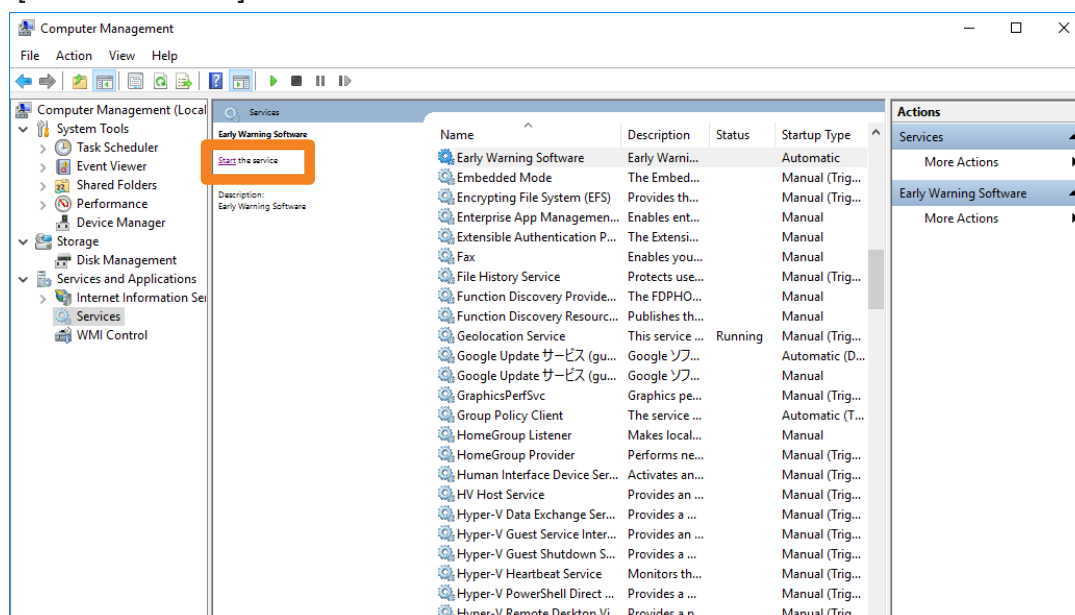 Computer Management
File Action View Help
Computer Management (Local
System Tools
Task Scheduler
Event Viewer
Shared Folders
Performance
Device Manager
Storage
Disk Management
Services and Applications
Internet Information Ser
Services
WMI Control
Services
Early Warning Software
Start the service
Description:
Early Warning Software
Name Description Status Startup Type
Early Warning Software Early Warni... Automatic
Embedded Mode The Embed... Manual (Trig...
Encrypting File System (EFS) Provides th... Manual (Trig...
Enterprise App Managemen... Enables ent... Manual
Extensible Authentication P... The Extensi... Manual
Fax Enables you... Manual
File History Service Protects use... Manual (Trig...
Function Discovery Provide... The FDPHO... Manual
Function Discovery Resourc... Publishes th... Manual
Geolocation Service This service ... Running Manual (Trig...
Google Update サービス (gu... Google ソフ... Automatic (D...
Google Update サービス (gu... Google ソフ... Manual
GraphicsPerfSvc Graphics pe... Manual (Trig...
Group Policy Client The service ... Automatic (T...
HomeGroup Listener Makes local... Manual
HomeGroup Provider Performs ne... Manual (Trig...
Human Interface Device Ser... Activates an... Manual (Trig...
HV Host Service Provides an ... Manual (Trig...
Hyper-V Data Exchange Ser... Provides a ... Manual (Trig...
Hyper-V Guest Service Inter... Provides an ... Manual (Trig...
Hyper-V Guest Shutdown S... Provides a ... Manual (Trig...
Hyper-V Heartbeat Service Monitors th... Manual (Trig...
Hyper-V PowerShell Direct ... Provides a ... Manual (Trig...
Hyper-V Remote Desktop Vi... Provides a p... Manual (Trig...
Actions
Services
More Actions
Early Warning Software
More Actions